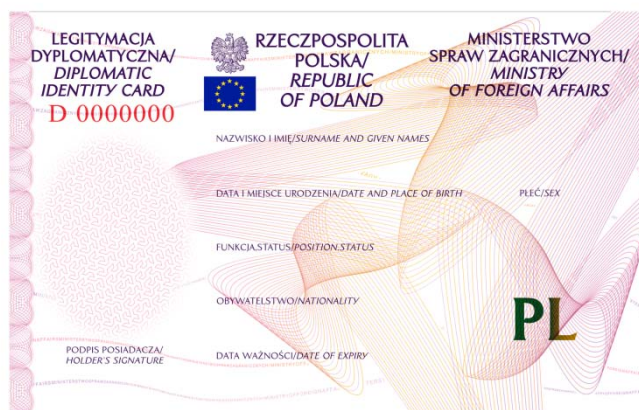 LEGITYMACJA
DYPLOMATYCZNA/
DIPLOMATIC
IDENTITY CARD
D 0000000
RZECZPOSPOLITA
POLSKA/
REPUBLIC
OF POLAND
MINISTERSTWO
SPRAW ZAGRANICZNYCH/
MINISTRY
OF FOREIGN AFFAIRS
NAZWISKO I IMIĘ/SURNAME AND GIVEN NAMES
DATA I MIEJSCE URODZENIA/DATE AND PLACE OF BIRTH
PŁEĆ/SEX
FUNKCJA.STATUS/POSITION.STATUS
OBYWATELSTWO/NATIONALITY
PL
PODPIS POSIADACZA/
HOLDER'S SIGNATURE
DATA WAŻNOŚCI/DATE OF EXPIRY